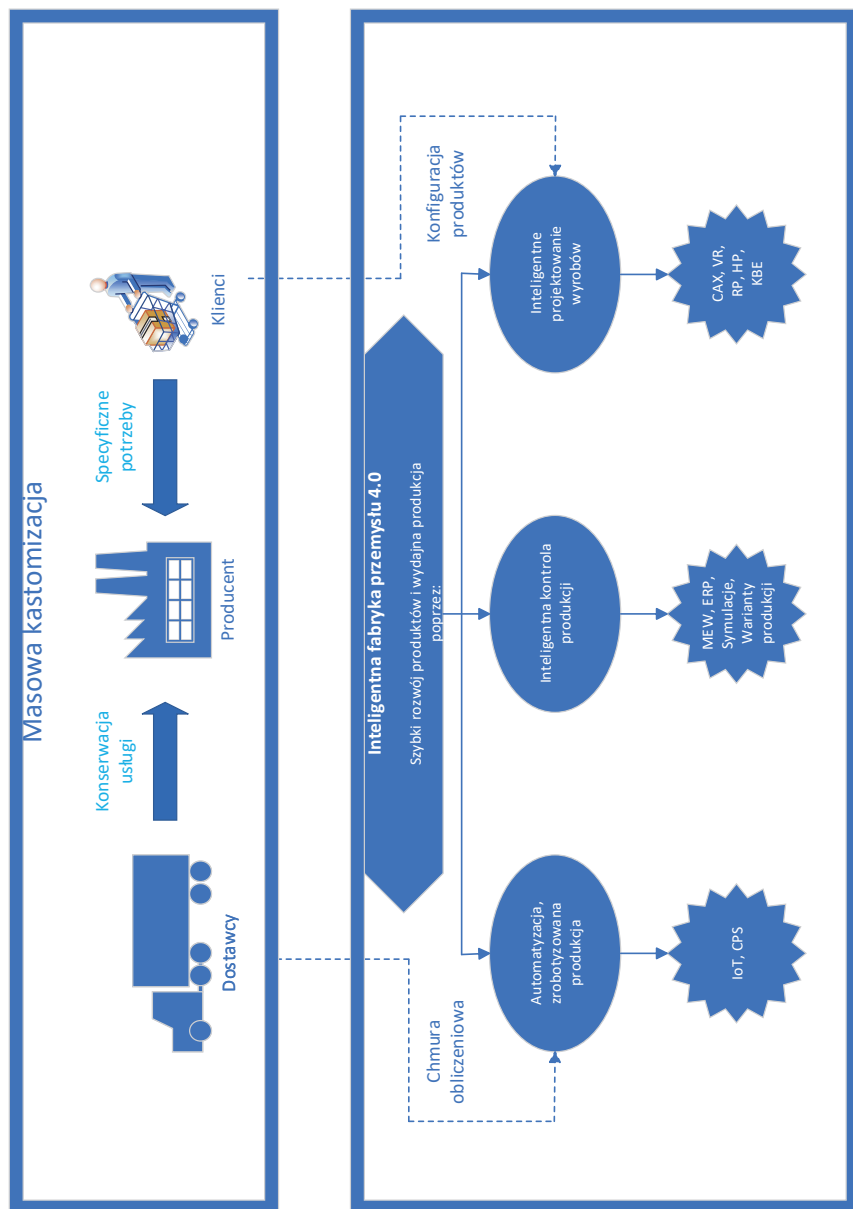 Masowa kastomizacja
Konserwacja
usługi
Specyficzne
potrzeby
Dostawcy
Producent
Klienci
Inteligentna fabryka przemysłu 4.0
Szybki rozwój produktów i wydajna produkcja
poprzez:
Chmura
obliczeniowa
Konfiguracja
produktów
Automatyzacja,
zrobotyzowana
produkcja
Inteligentna kontrola
produkcji
Inteligentne
projektowanie
wyrobów
IoT, CPS
MEW, ERP,
Symulacje,
Warianty
produkcji
CAX, VR,
RP, HP,
KBE